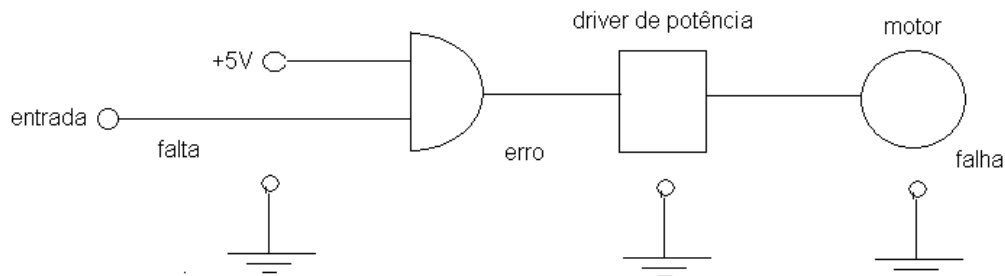 driver de potência
motor
+5V
entrada
falta
erro
falha